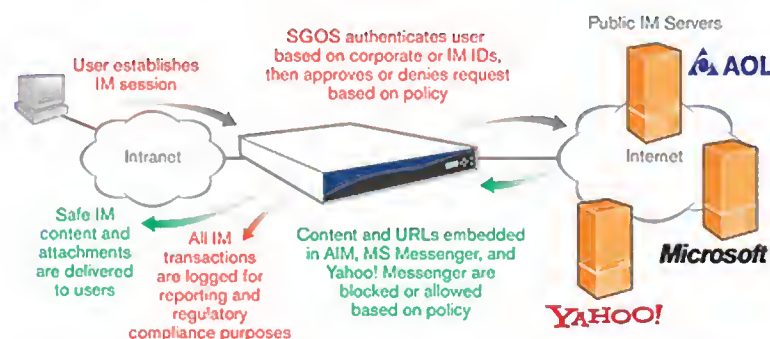 Public IM Servers
SGOS authenticates user
based on corporate or IM IDs,
then approves or denies request
based on policy
User establishes
IM session
AOL
Intranet
Internet
Safe IM
content and
attachments
are delivered
to users
All IM
transactions
are logged for
reporting and
regulatory
compliance purposes
Content and URLs embedded
in AIM, MS Messenger, and
Yahoo! Messenger are
blocked or allowed
based on policy
Microsoft
YAHOO!